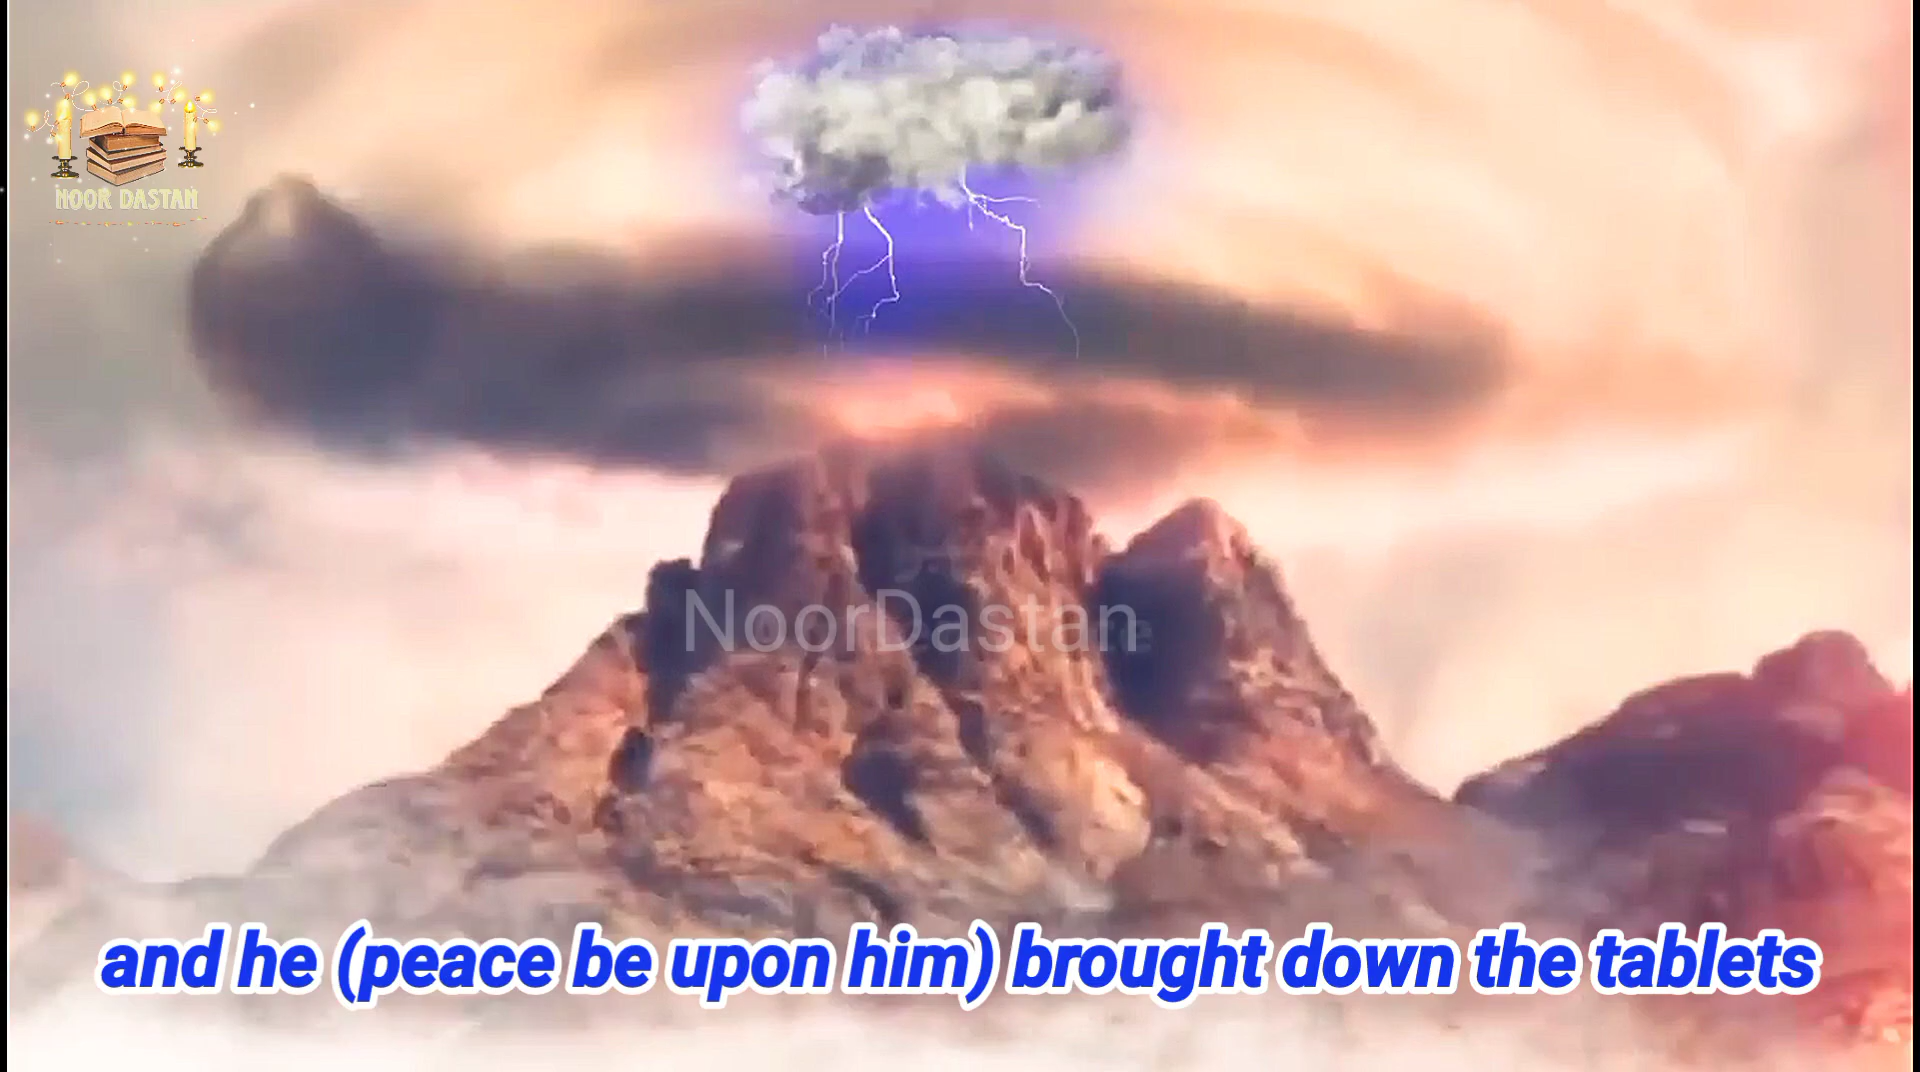 NOOR DASTAN
NoorDastan
and he (peace be upon him) brought down the tablets